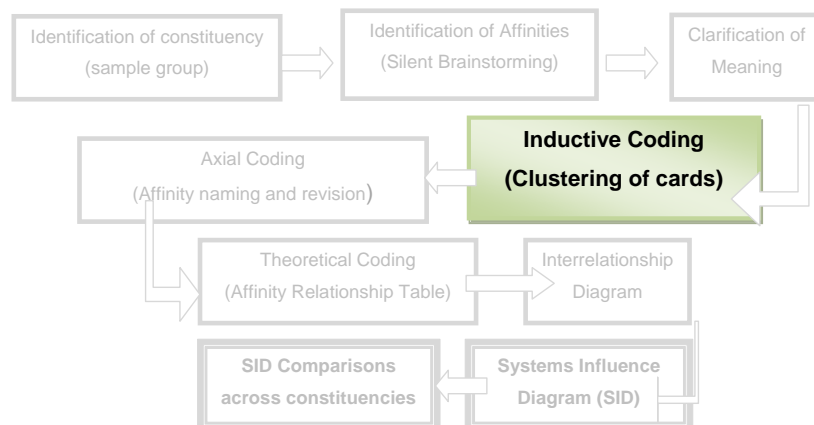 Identification of constituency
(sample group)
Identification of Affinities
(Silent Brainstorming)
Clarification of
Meaning
Inductive Coding
(Clustering of cards)
Axial Coding
(Affinity naming and revision)
Theoretical Coding
(Affinity Relationship Table)
Interrelationship
Diagram
Systems Influence
Diagram (SID)
SID Comparisons
across constituencies